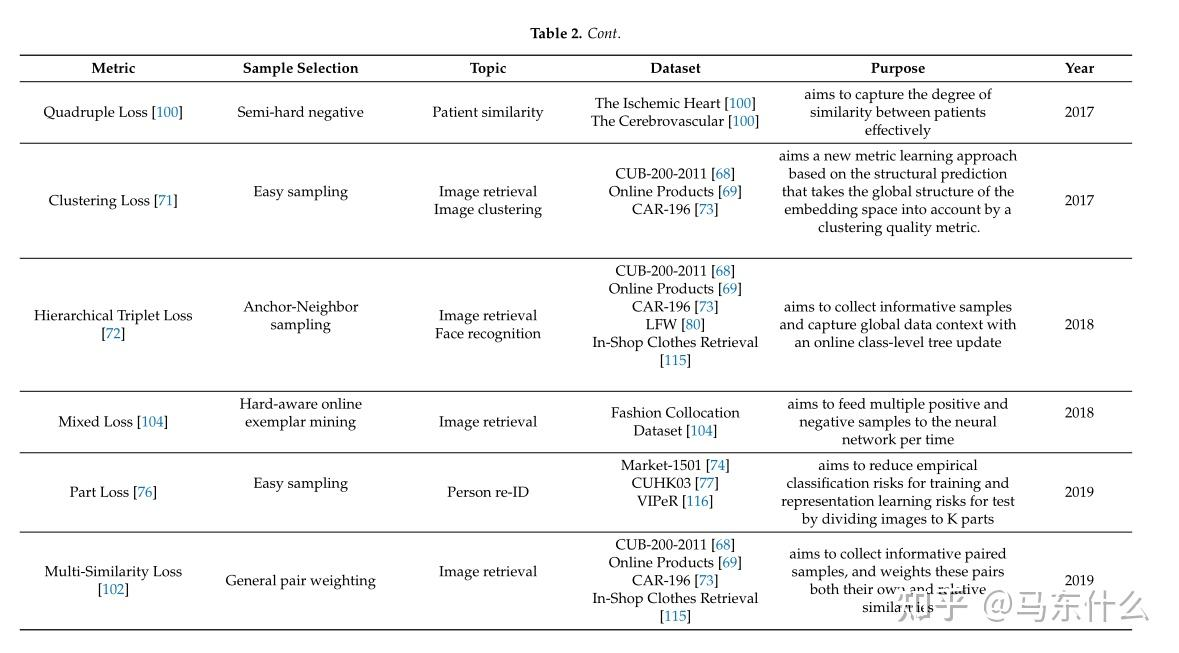 Table 2. Cont.
Metric Sample Selection Topic Dataset Purpose Year
Quadruple Loss [100]
Semi-hard negative
Patient similarity
The Ischemic Heart [100]
The Cerebrovascular [100]
aims to capture the degree of
similarity between patients
effectively
2017
Clustering Loss [71]
Easy sampling
Image retrieval
Image clustering
CUB-200-2011 [68]
Online Products [69]
CAR-196 [73]
aims a new metric learning approach
based on the structural prediction
that takes the global structure of the
embedding space into account by a
clustering quality metric.
2017
Hierarchical Triplet Loss
[72]
Anchor-Neighbor
sampling
Image retrieval
Face recognition
CUB-200-2011 [68]
Online Products [69]
CAR-196 [73]
LFW [80]
In-Shop Clothes Retrieval
[115]
aims to collect informative samples
and capture global data context with
an online class-level tree update
2018
Mixed Loss [104]
Hard-aware online
exemplar mining
Image retrieval
Fashion Collocation
Dataset [104]
aims to feed multiple positive and
negative samples to the neural
network per time
2018
Part Loss [76]
Easy sampling
Person re-ID
Market-1501 [74]
CUHK03 [77]
VIPeR [116]
aims to reduce empirical
classification risks for training and
representation learning risks for test
by dividing images to K parts
2019
Multi-Similarity Loss
[102]
General pair weighting
Image retrieval
CUB-200-2011 [68]
Online Products [69]
CAR-196 [73]
In-Shop Clothes Retrieval
[115]
aims to collect informative paired
samples, and weights these pairs
both their own and relative
similarities
2019
知乎 @马东什么